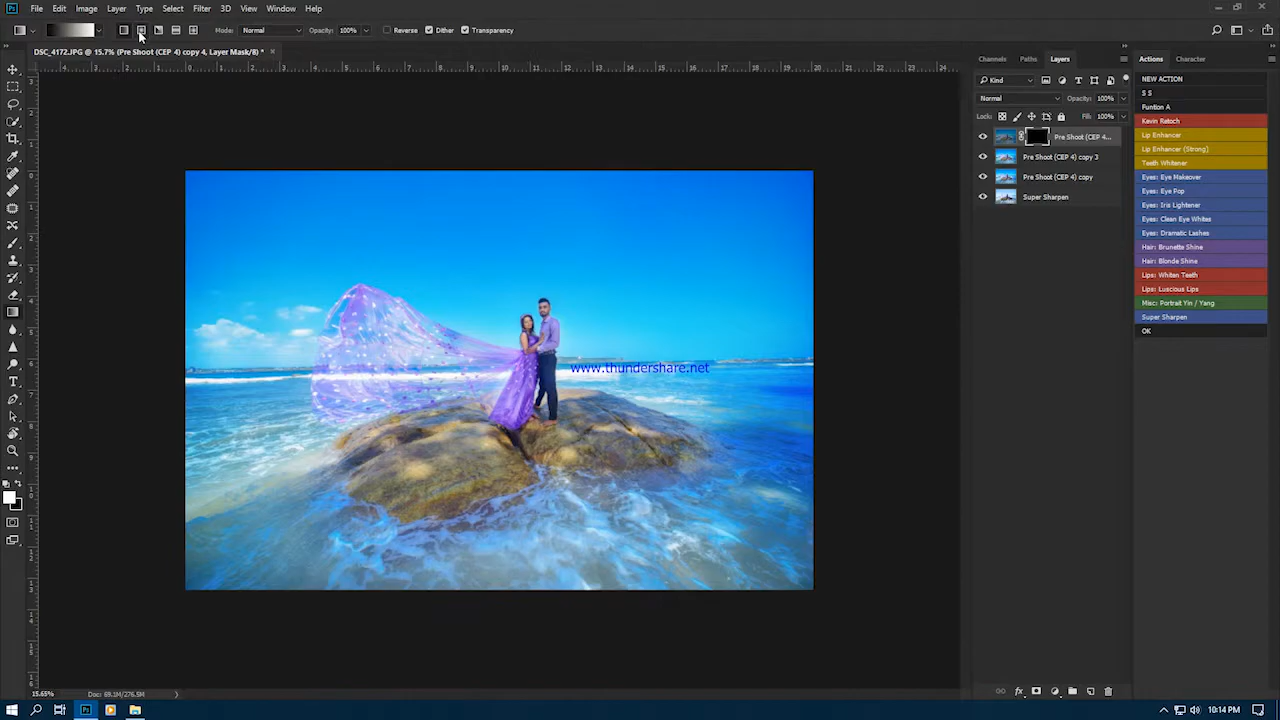 Ps File Edit Image Layer Type Select Filter 3D View Window Help
Mode: Normal Opacity: 100% Reverse Dither Transparency
DSC_4172.JPG @ 15.7% (Pre Shoot (CEP 4) copy 4, Layer Mask/8) *
Channels Paths Layers
Kind
Normal Opacity: 100%
Lock: Fill: 100%
Pre Shoot (CEP 4...
Pre Shoot (CEP 4) copy 3
Pre Shoot (CEP 4) copy
Super Sharpen
Actions Character
NEW ACTION
S S
Funtion A
Kevin Ratoch
Lip Enhancer
Lip Enhancer (Strong)
Teeth Whitener
Eyes: Eye Makeover
Eyes: Eye Pop
Eyes: Iris Lightener
Eyes: Clean Eye Whites
Eyes: Dramatic Lashes
Hair: Brunette Shine
Hair: Blonde Shine
Lips: Whiten Teeth
Lips: Luscious Lips
Misc: Portrait Yin / Yang
Super Sharpen
OK
www.thundershare.net
15.65% Doc: 69.1M/276.5M
10:14 PM